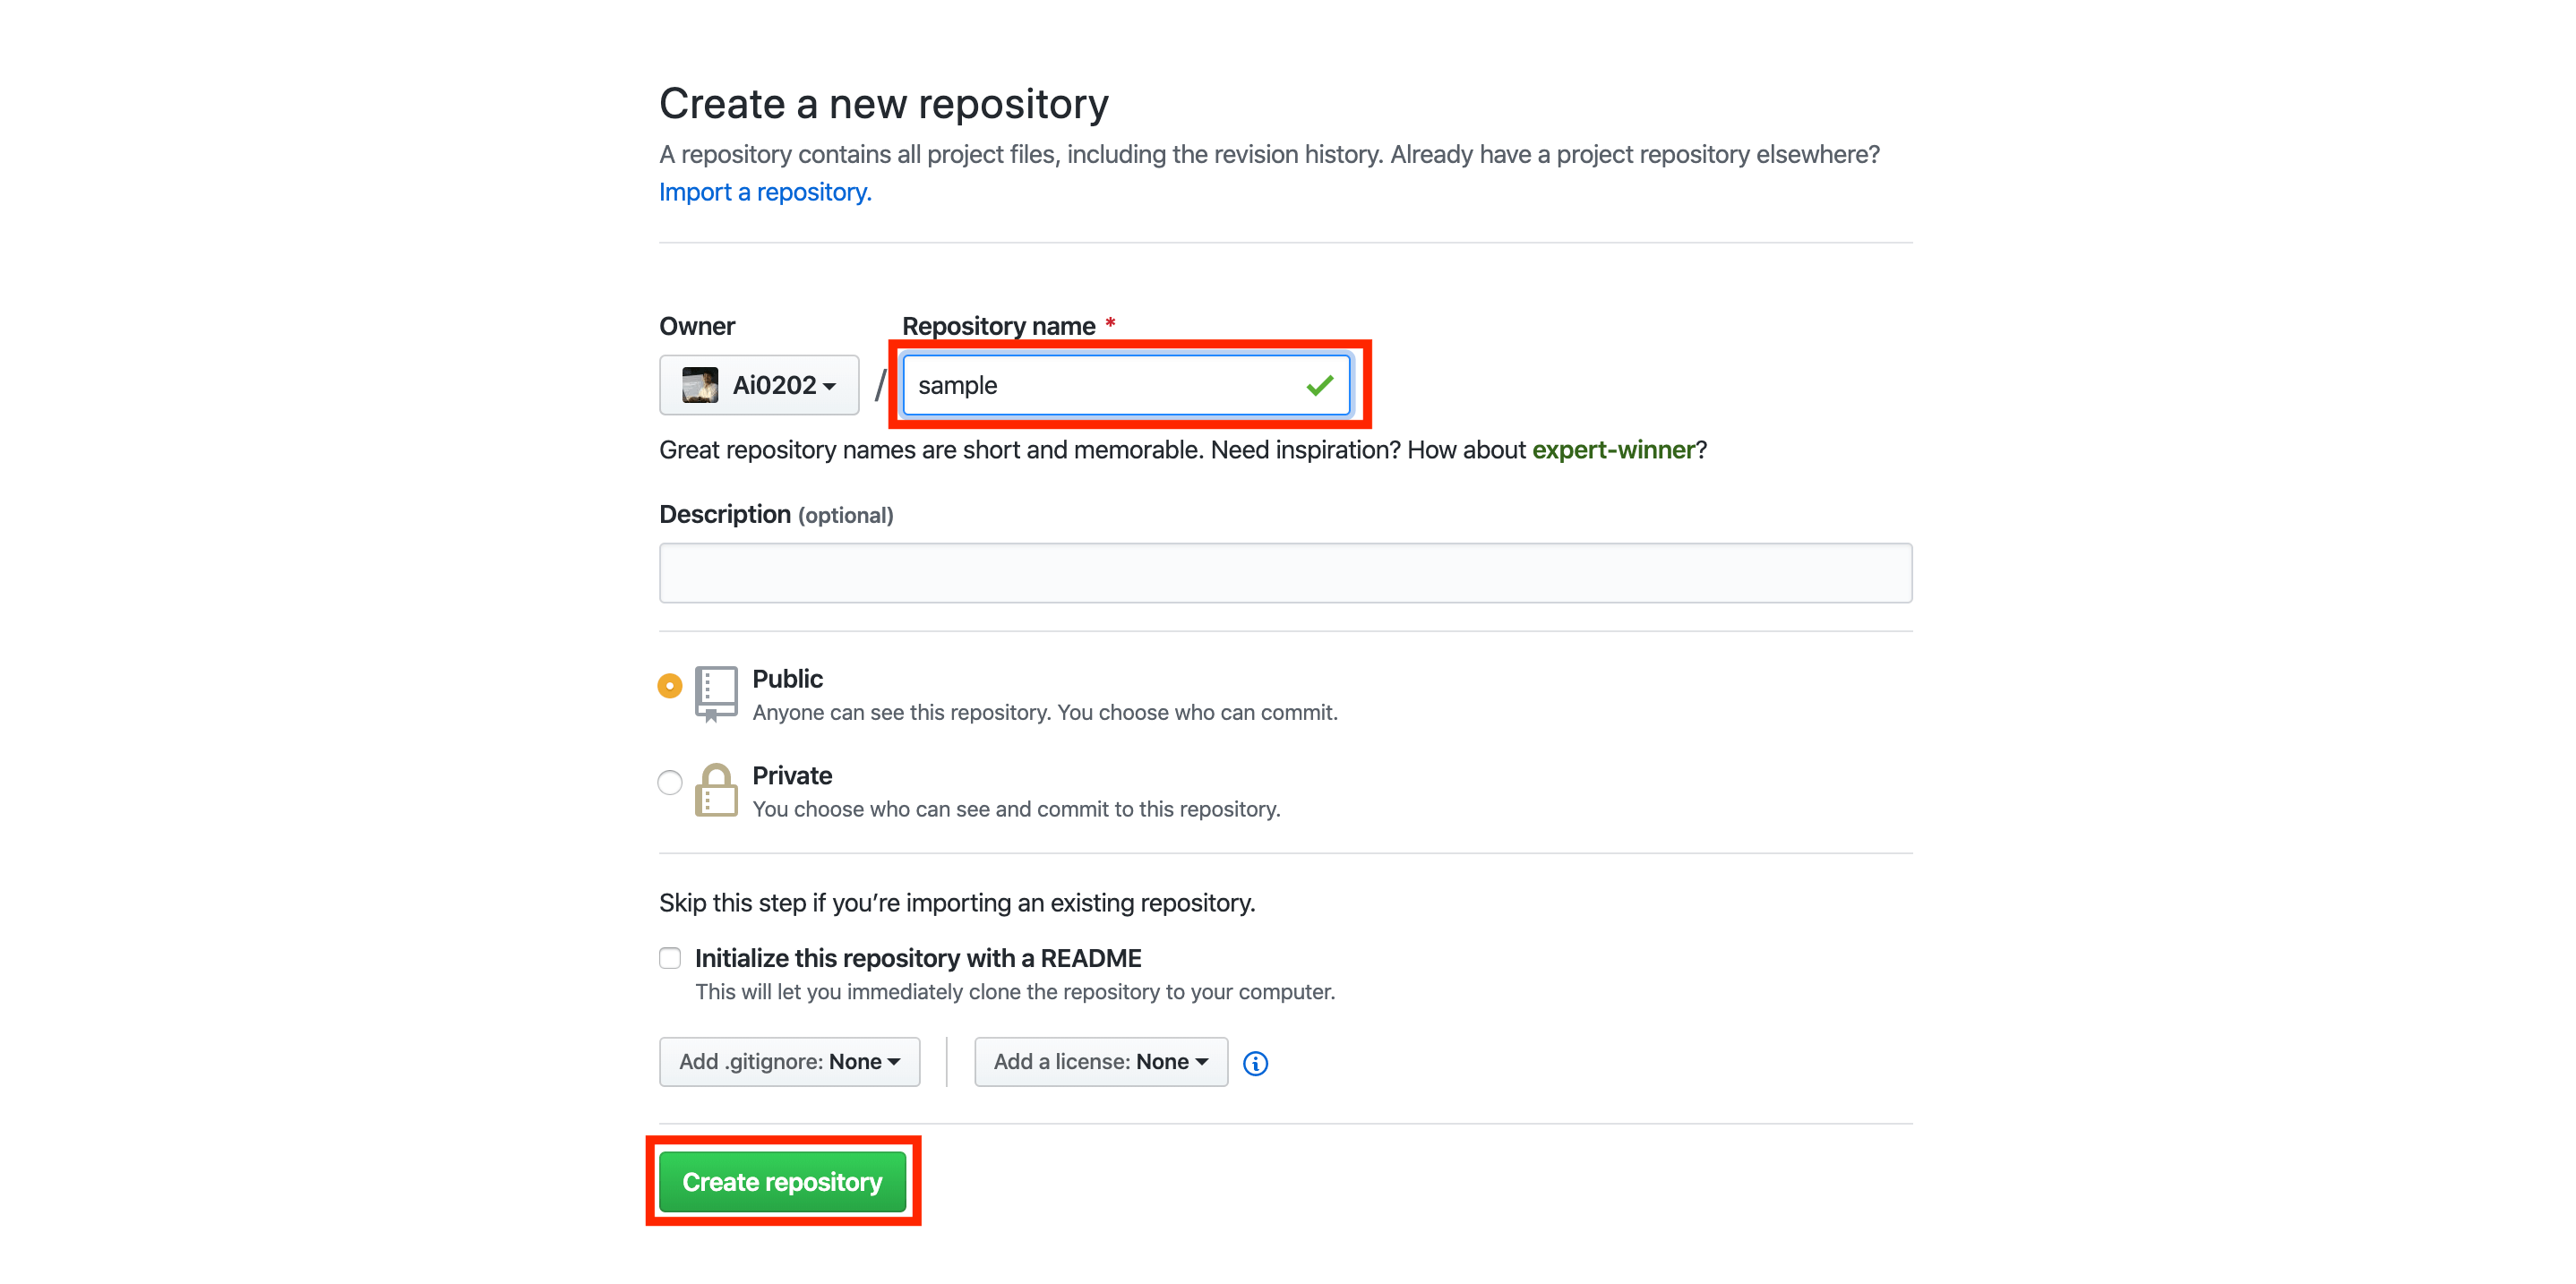 Create a new repository
A repository contains all project files, including the revision history. Already have a project repository elsewhere?
Import a repository.
Owner Repository name *
Ai0202 / sample
Great repository names are short and memorable. Need inspiration? How about expert-winner?
Description (optional)
Public
Anyone can see this repository. You choose who can commit.
Private
You choose who can see and commit to this repository.
Skip this step if you’re importing an existing repository.
Initialize this repository with a README
This will let you immediately clone the repository to your computer.
Add .gitignore: None Add a license: None
Create repository